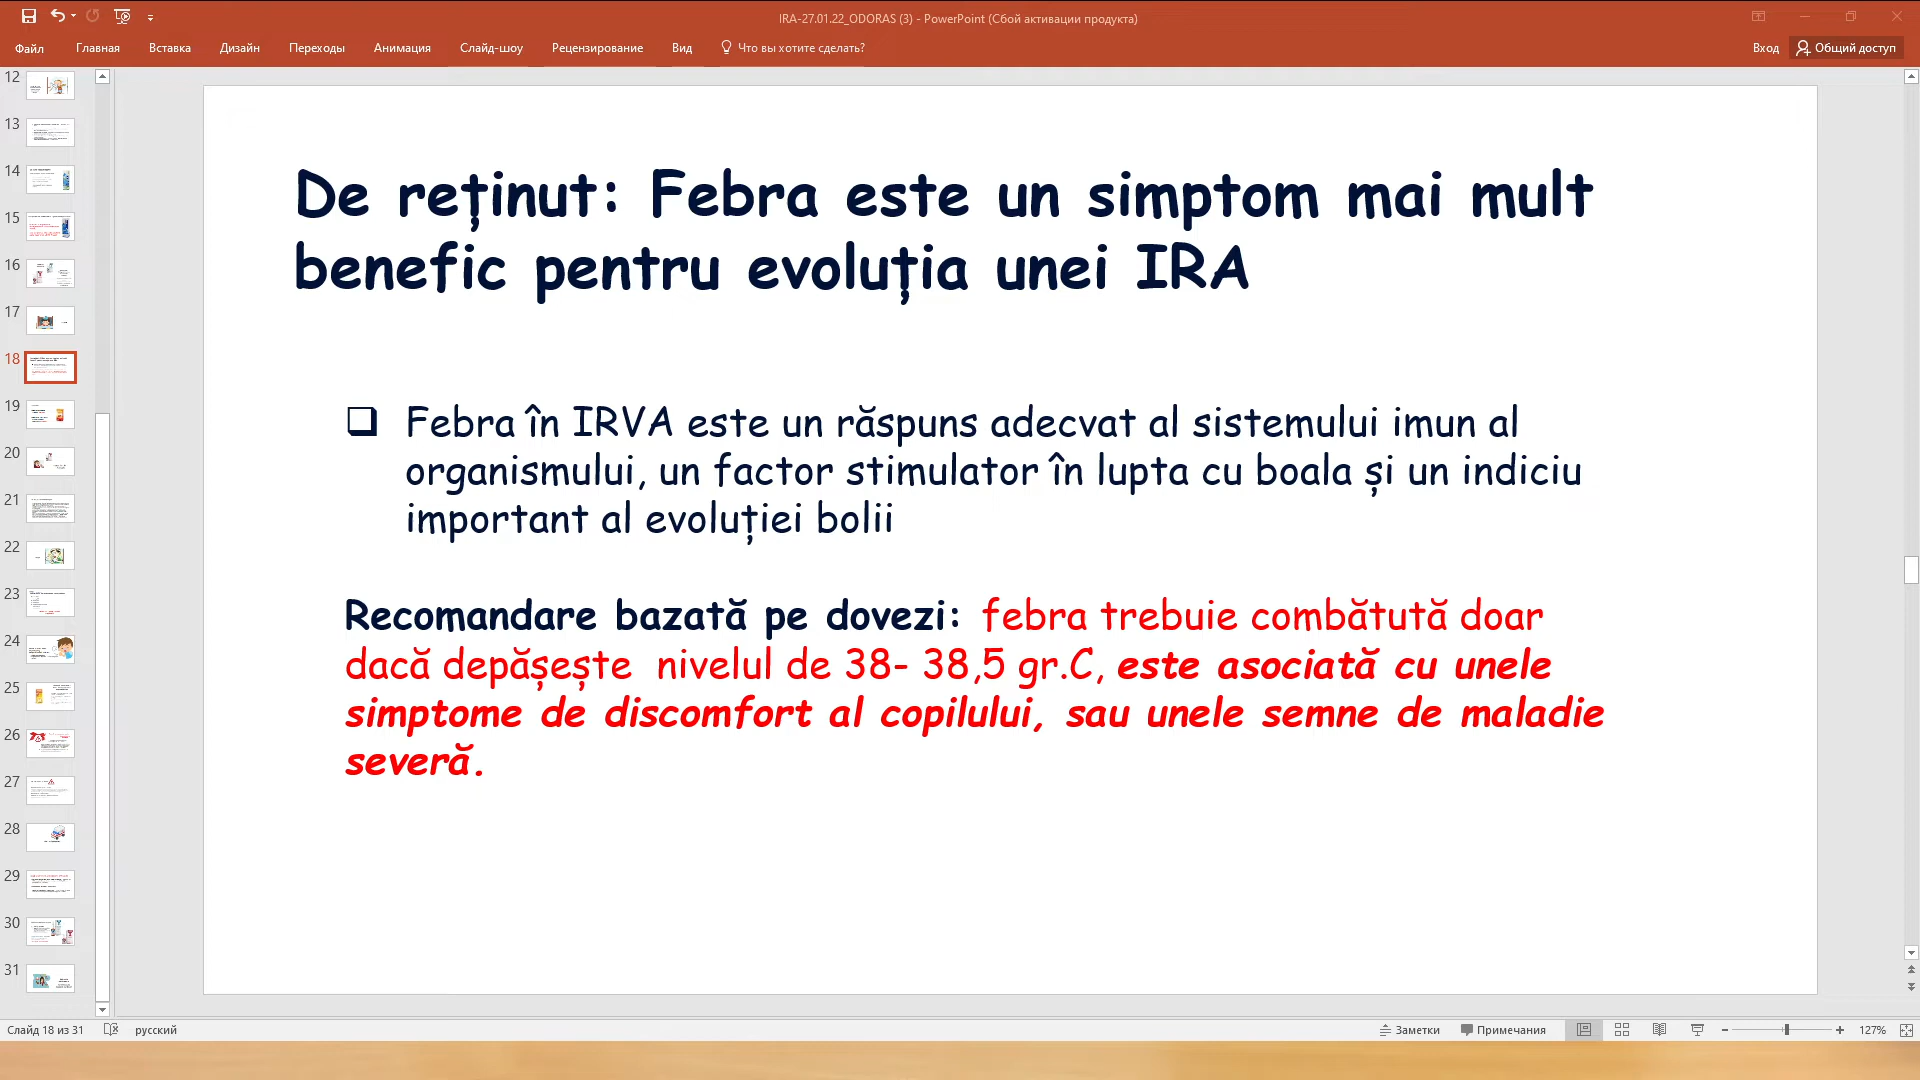 IRA-27.01.22_ODORAS (3) - PowerPoint (Сбой активации продукта)
Файл Главная Вставка Дизайн Переходы Анимация Слайд-шоу Рецензирование Вид Что вы хотите сделать? Вход Общий доступ
12
13
14
15
16
17
18
19
20
21
22
23
24
25
26
27
28
29
30
31
De reținut: Febra este un simptom mai mult
benefic pentru evoluția unei IRA
Febra în IRVA este un răspuns adecvat al sistemului imun al
organismului, un factor stimulator în lupta cu boala și un indiciu
important al evoluției bolii
Recomandare bazată pe dovezi: febra trebuie combătută doar
dacă depășește nivelul de 38- 38,5 gr.C, este asociată cu unele
simptome de discomfort al copilului, sau unele semne de maladie
severă.
Слайд 18 из 31 русский Заметки Примечания 127%